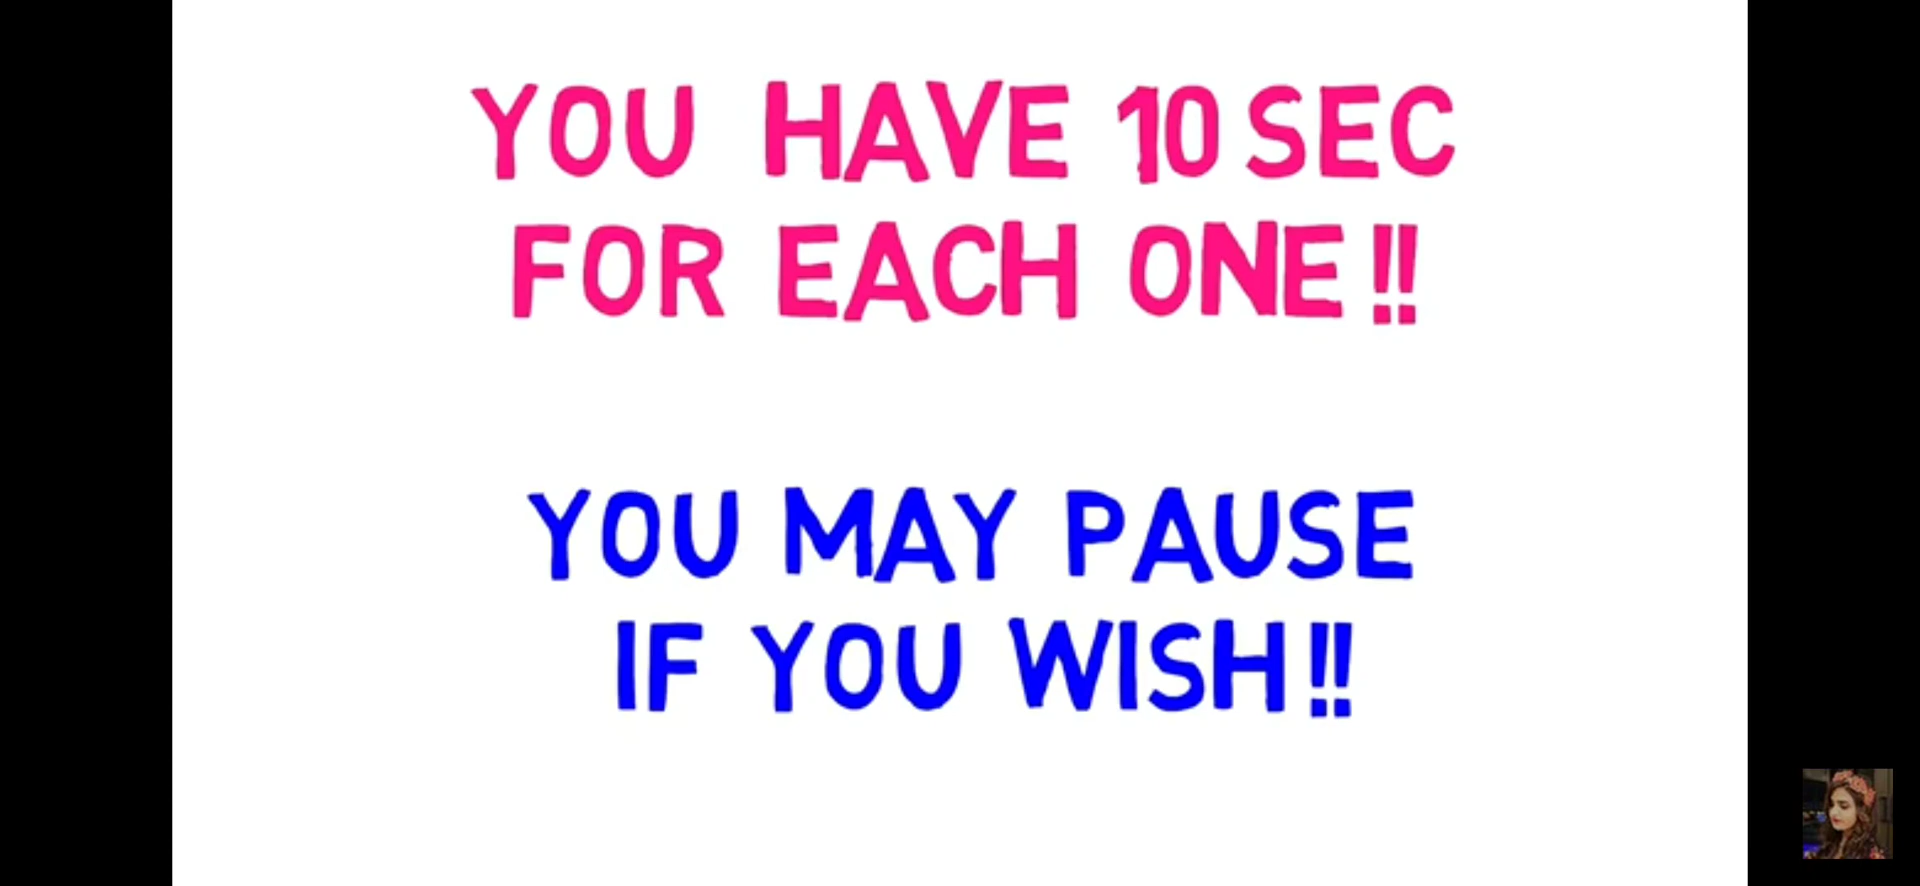 YOU HAVE 10 SEC
FOR EACH ONE!!
YOU MAY PAUSE
IF YOU WISH!!